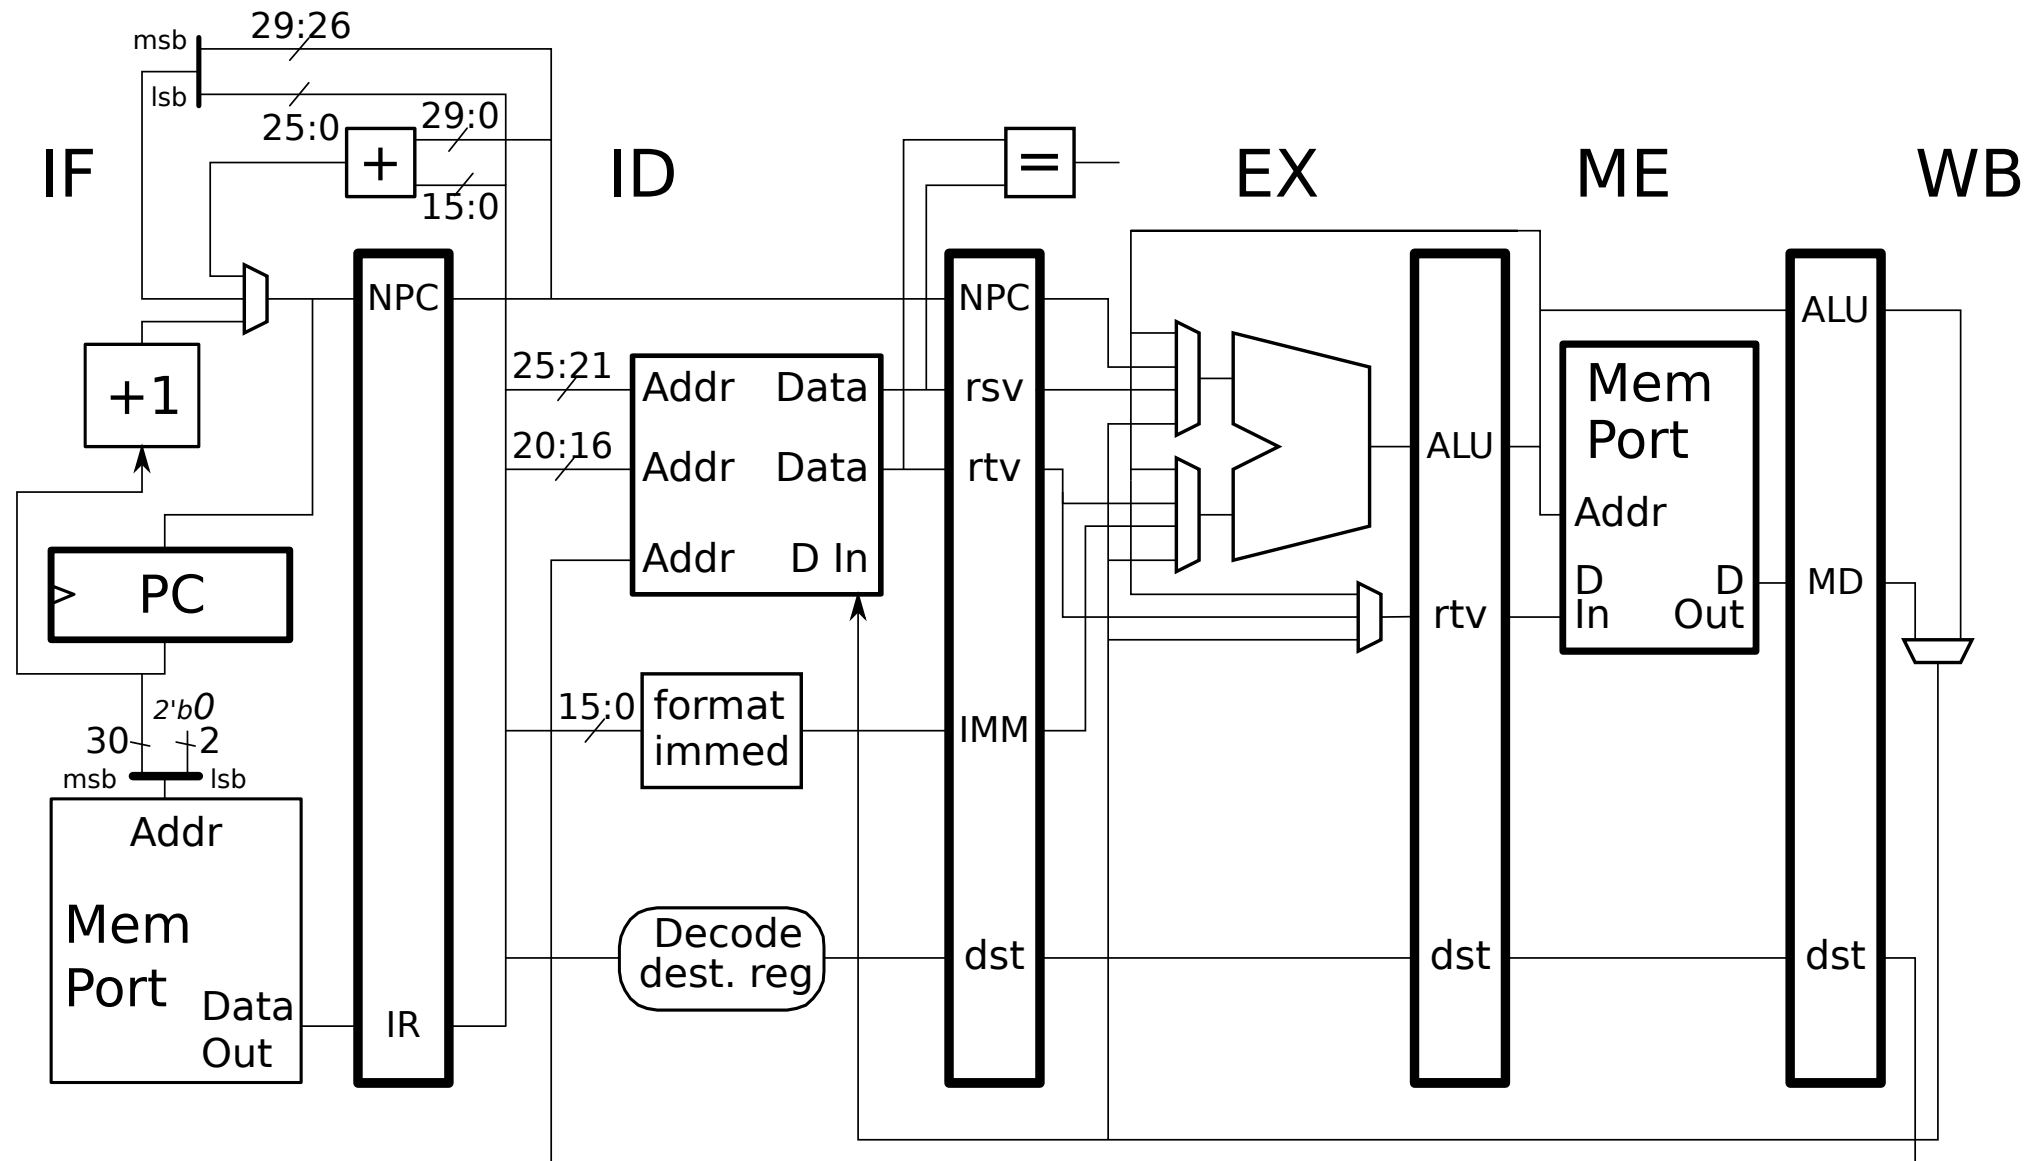 29:26
msb
lsb
25:0
29:0
+
15:0
=
IF
ID
EX
ME
WB
NPC
NPC
ALU
+1
25:21
Addr
Data
rsv
20:16
Addr
Data
rtv
Addr
D In
ALU
Mem
Port
Addr
D
In
D
Out
MD
rtv
PC
2'b0
30
2
msb
lsb
15:0
format
immed
IMM
Addr
Mem
Port
Data
Out
IR
Decode
dest. reg
dst
dst
dst